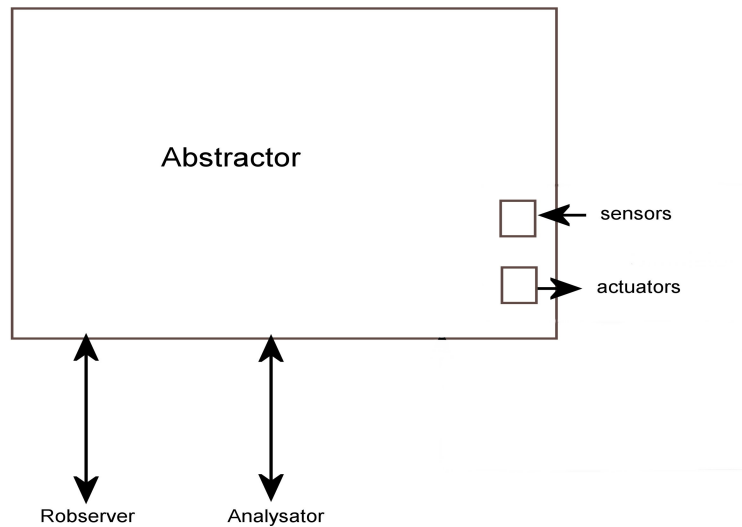 Abstractor
sensors
actuators
Robserver
Analysator